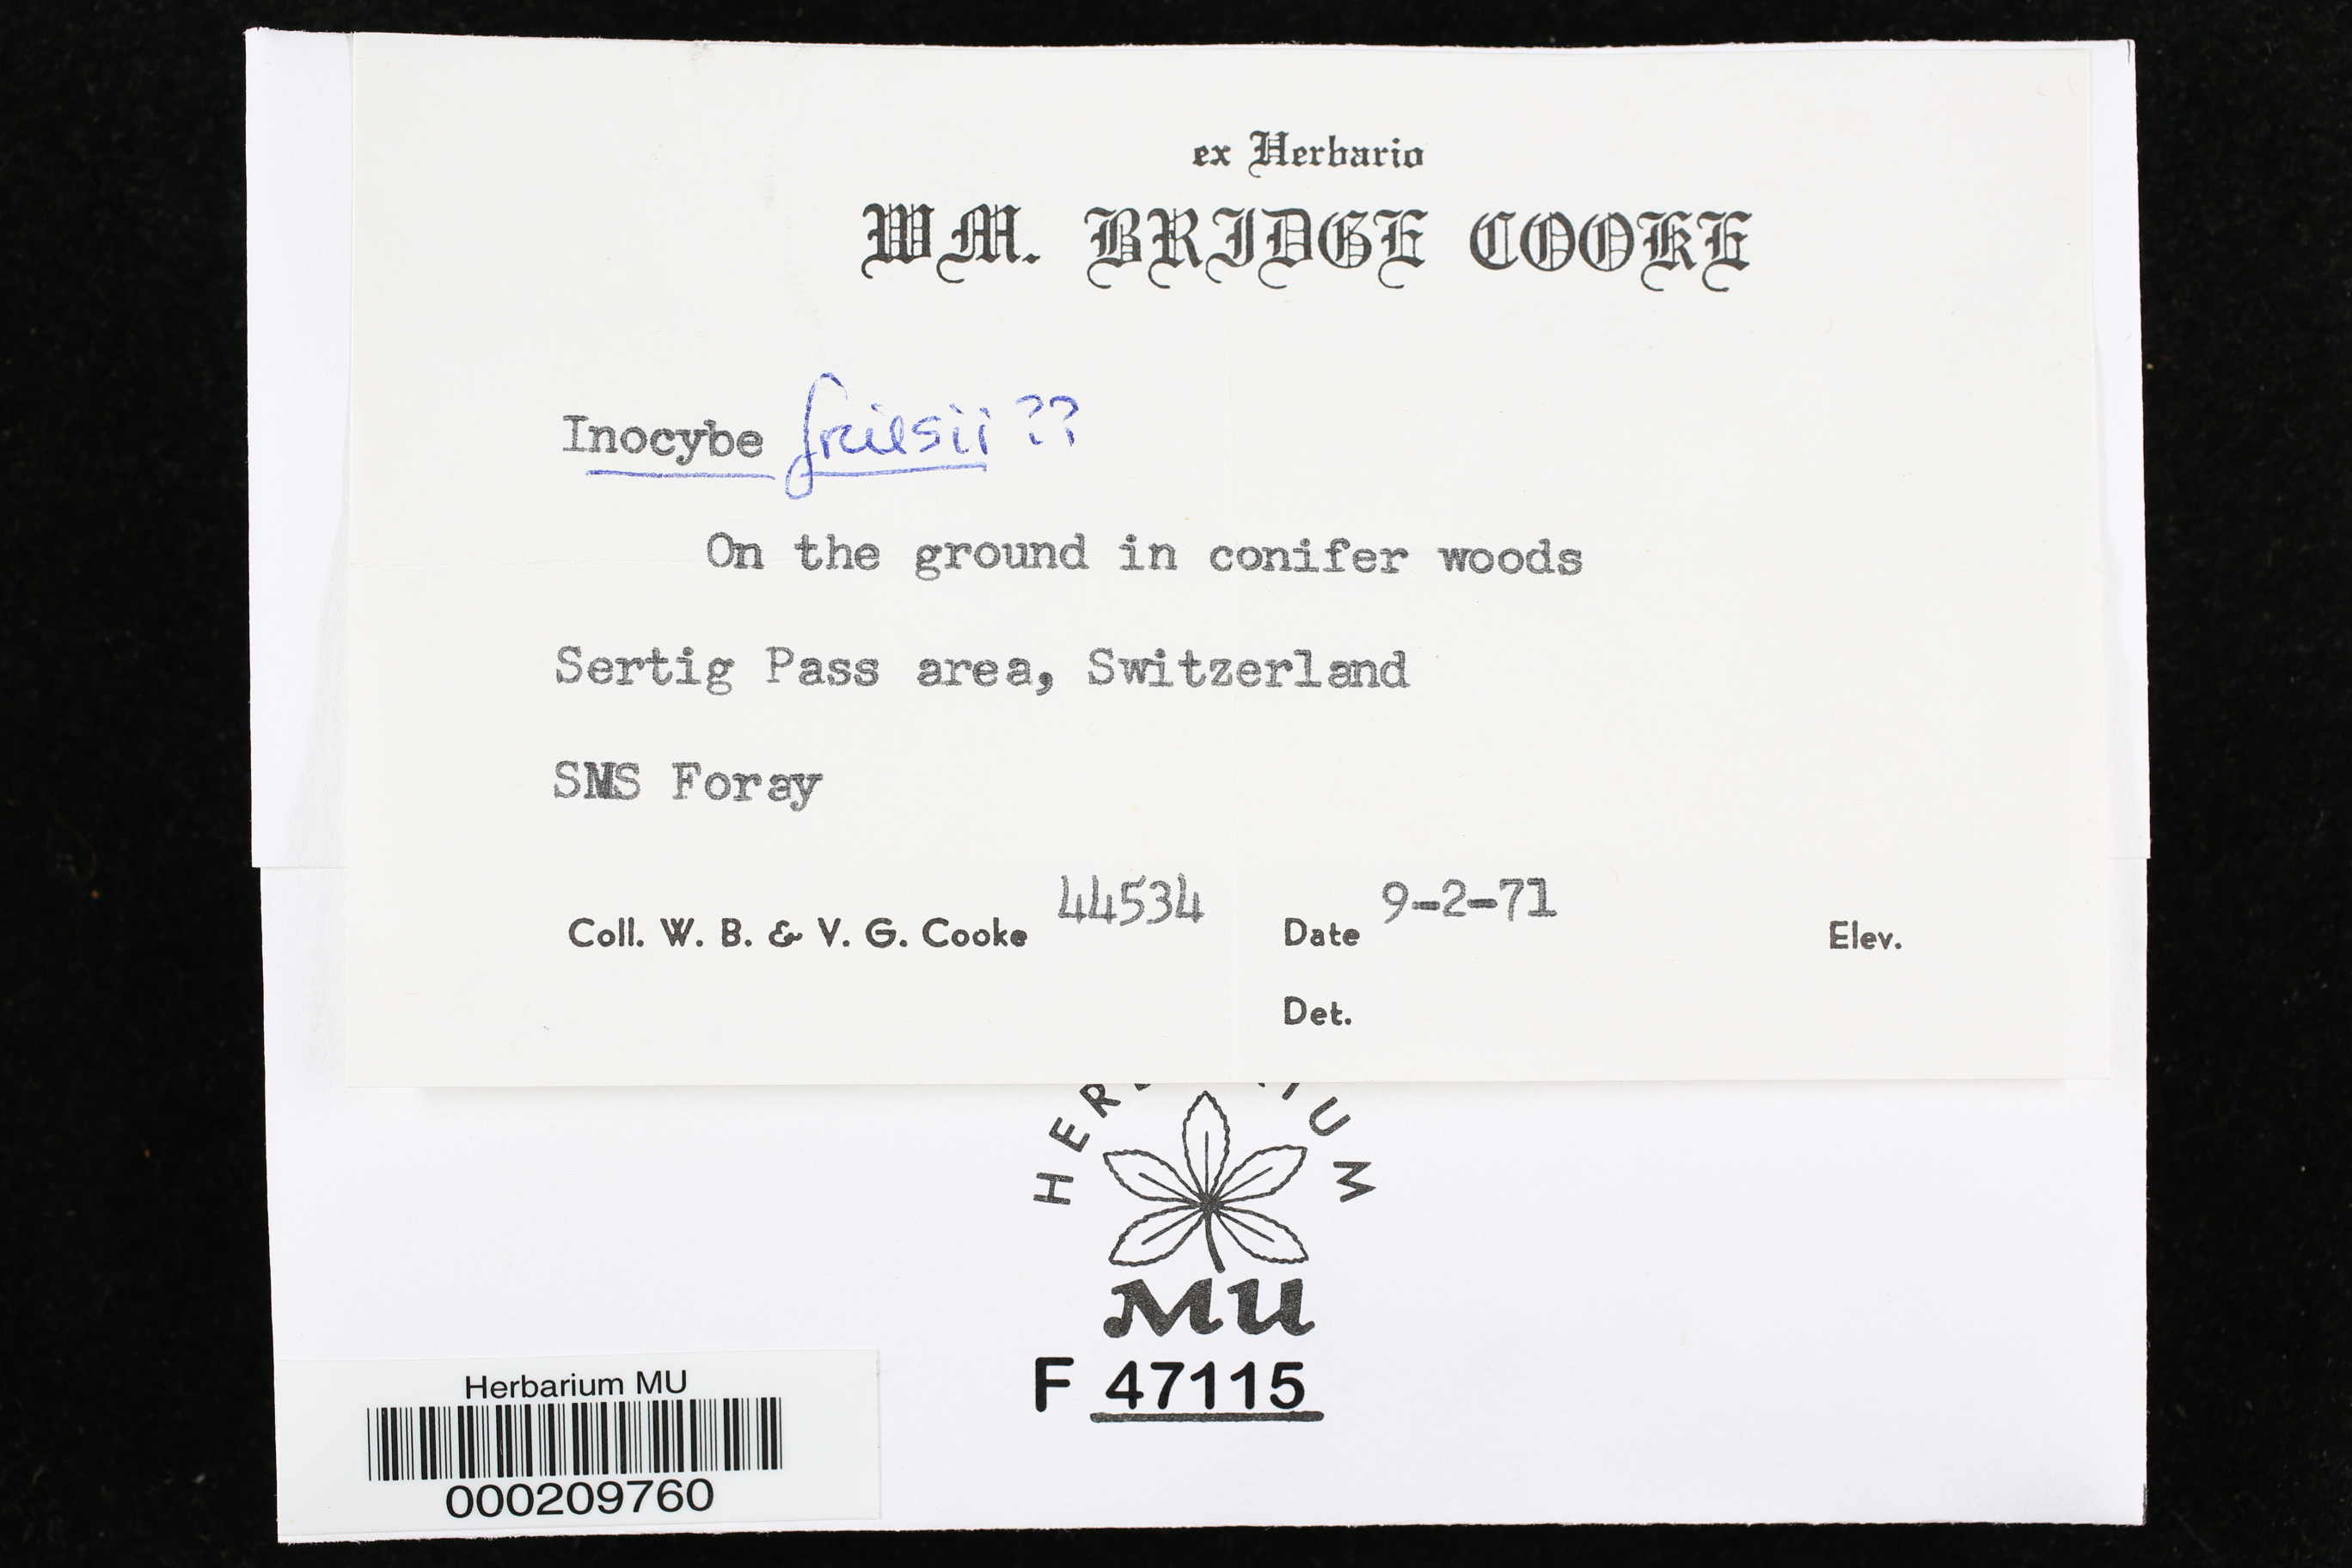 ex Herbario
WM. BRIDGE COOKE
Inocybe friesii ??
On the ground in conifer woods
Sertig Pass area, Switzerland
SMS Foray
Coll. W. B. & V. G. Cooke 44534 Date 9-2-71 Elev.
Det.
MU
F 47115
Herbarium MU
000209760